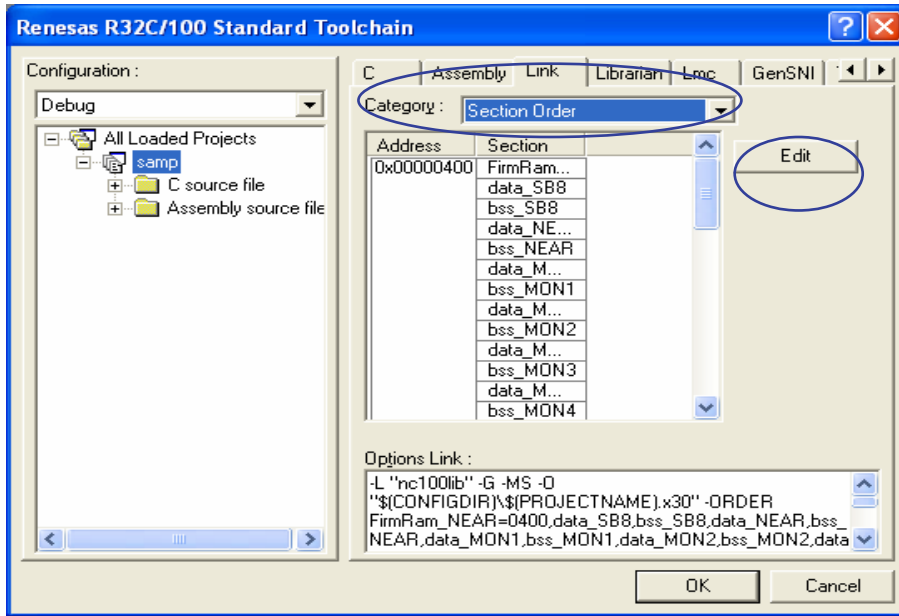 Renesas R32C/100 Standard Toolchain
Configuration :
Debug
All Loaded Projects
samp
C source file
Assembly source file
C Assembly Link Librarian Lmc GenSNI
Category : Section Order
Address Section
0x00000400 FirmRam...
data_SB8
bss_SB8
data_NE...
bss_NEAR
data_M...
bss_MON1
data_M...
bss_MON2
data_M...
bss_MON3
data_M...
bss_MON4
Edit
Options Link :
-L "nc100lib" -G -MS -O
"$(CONFIGDIR)\$(PROJECTNAME).x30" -ORDER
FirmRam_NEAR=0400,data_SB8,bss_SB8,data_NEAR,bss_
NEAR,data_MON1,bss_MON1,data_MON2,bss_MON2,data
OK Cancel